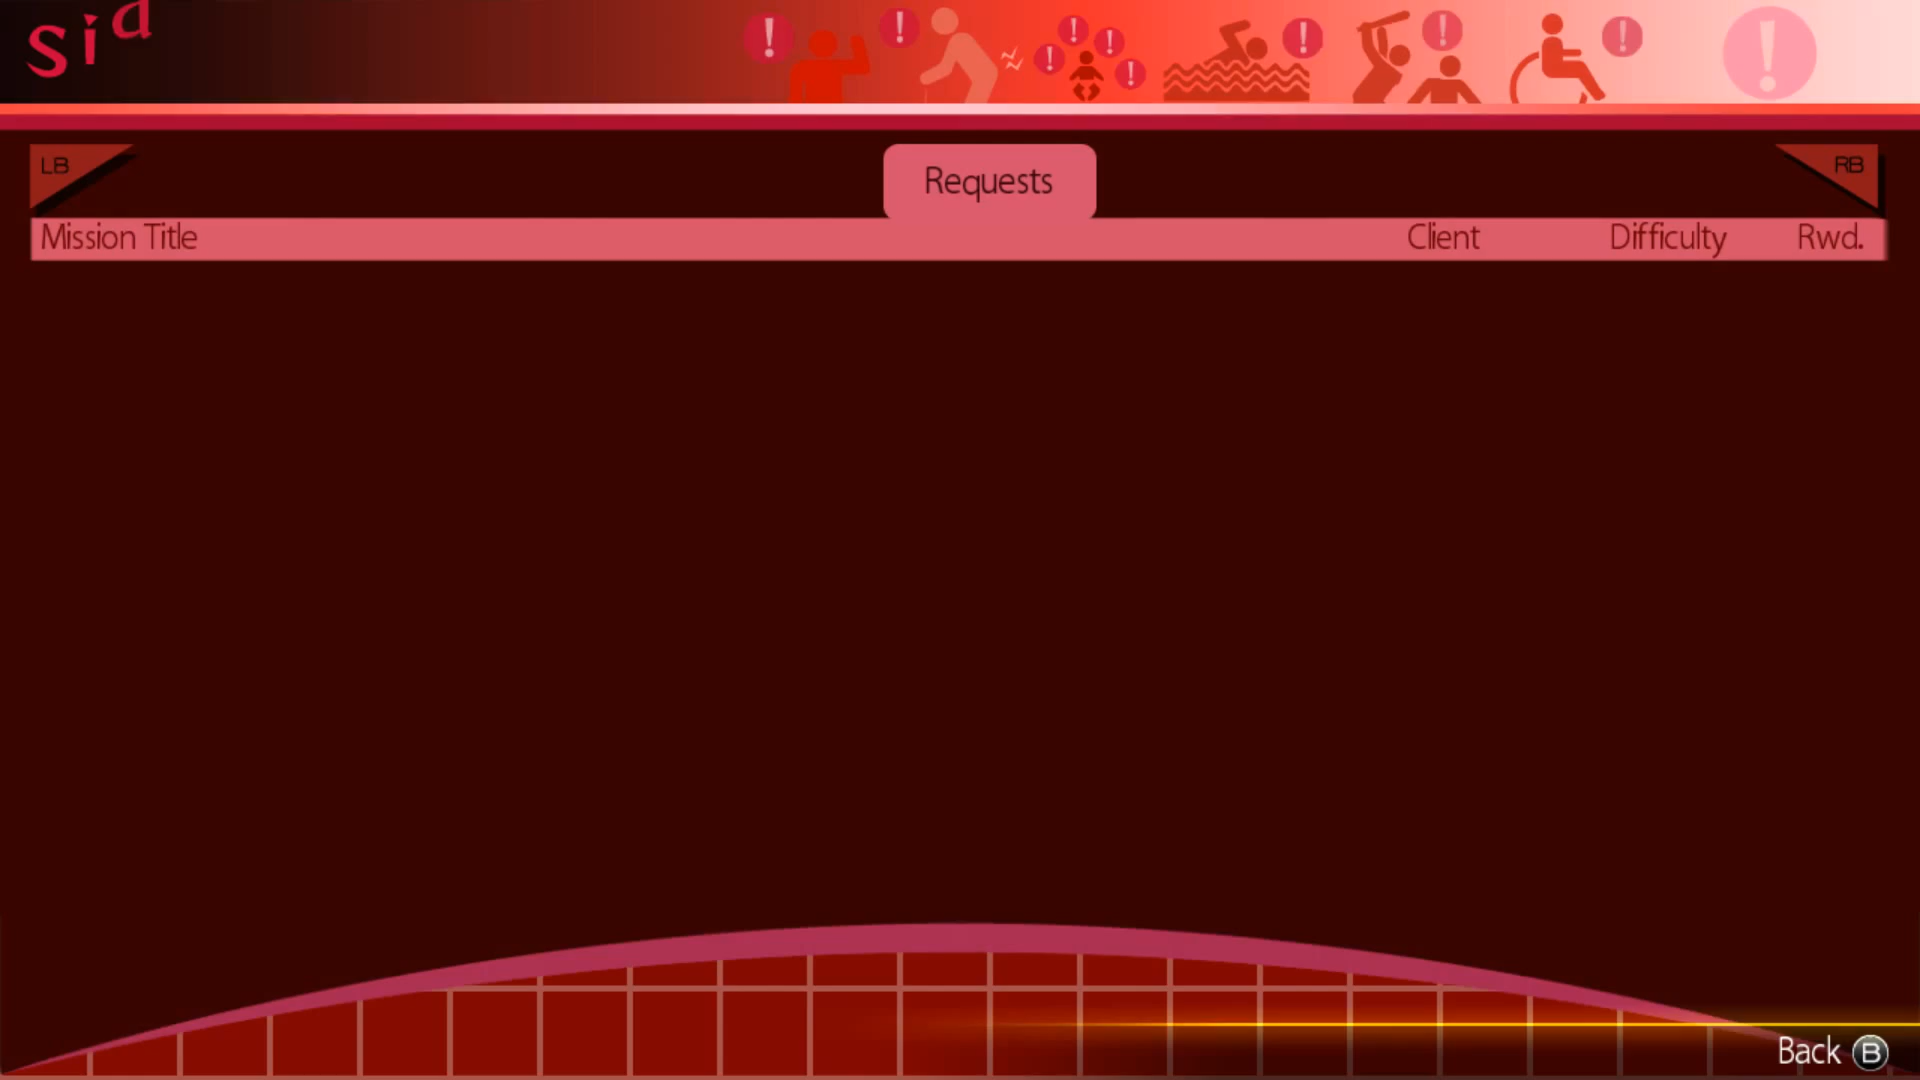 sia
LB
Requests
RB
Mission Title Client Difficulty Rwd.
Back B